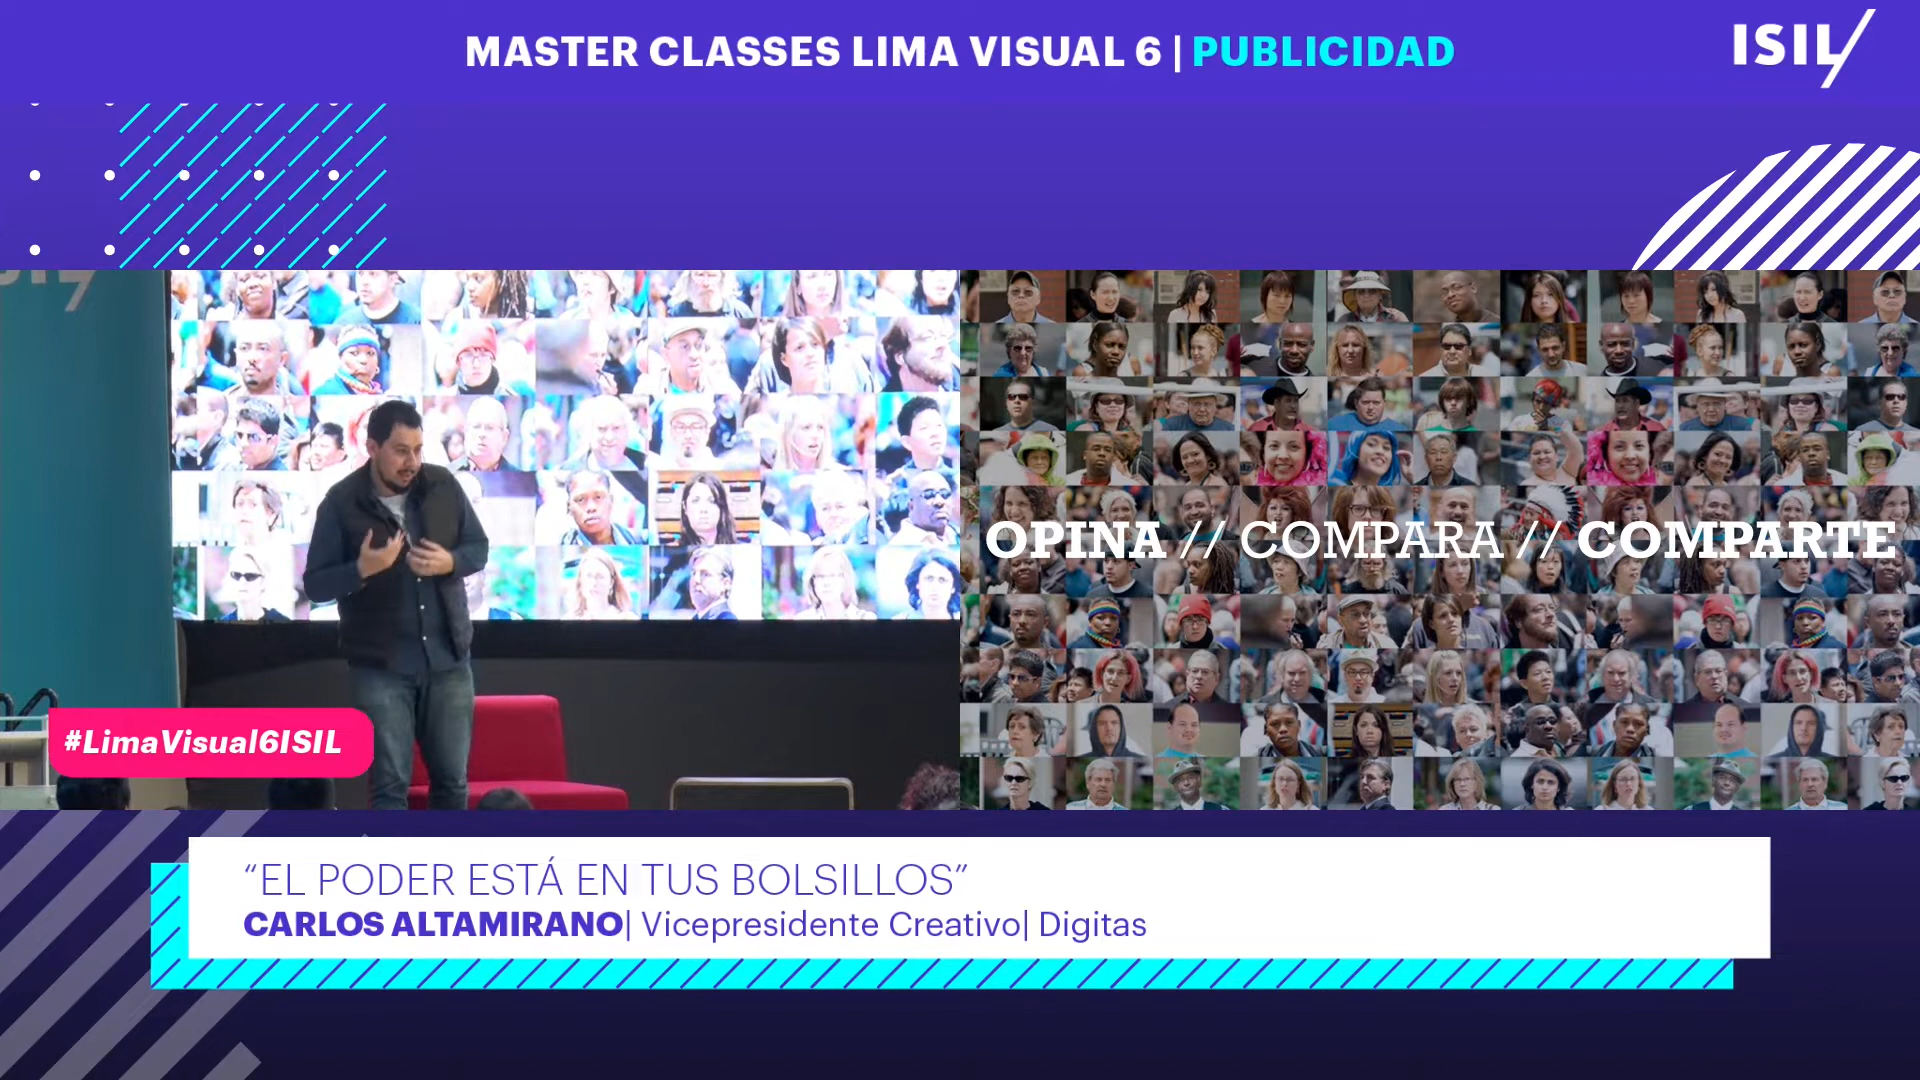 MASTER CLASSES LIMA VISUAL 6 | PUBLICIDAD
ISIL
OPINA // COMPARA // COMPARTE
#LimaVisual6ISIL
“EL PODER ESTÁ EN TUS BOLSILLOS”
CARLOS ALTAMIRANO| Vicepresidente Creativo| Digitas